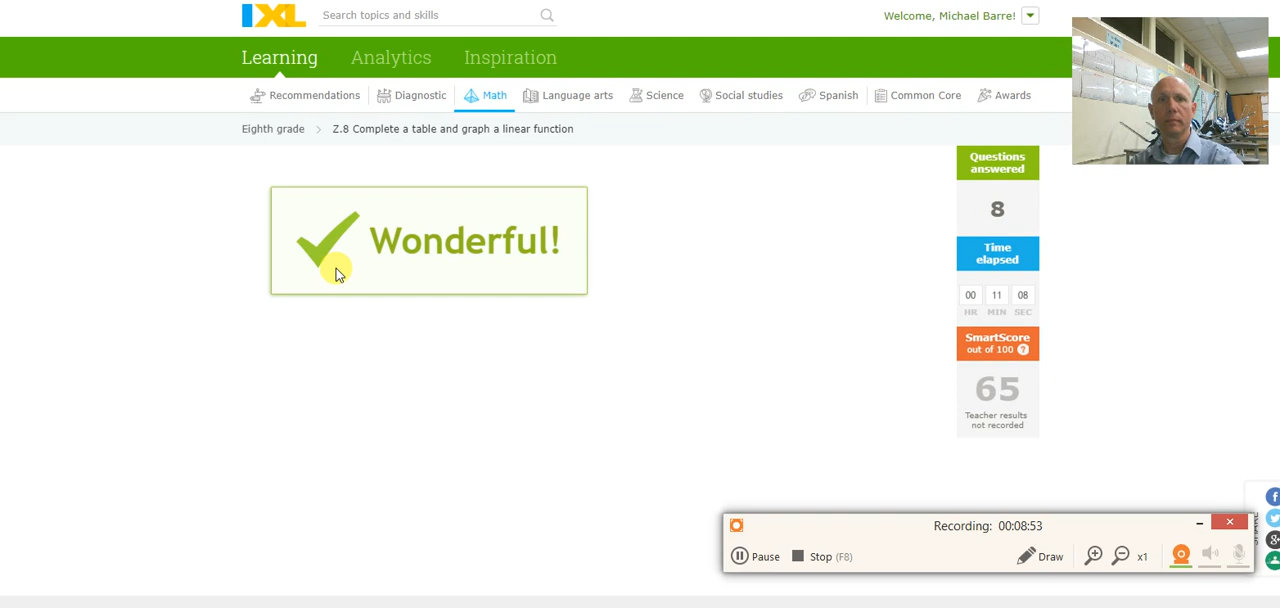 IXL
Search topics and skills
Welcome, Michael Barre!
Learning
Analytics
Inspiration
Recommendations
Diagnostic
Math
Language arts
Science
Social studies
Spanish
Common Core
Awards
Eighth grade
Z.8 Complete a table and graph a linear function
Wonderful!
Questions
answered
8
Time
elapsed
00 11 08
HR MIN SEC
SmartScore
out of 100 ?
65
Teacher results
not recorded
SHARE
Recording: 00:08:53
Pause
Stop (F8)
Draw
x1